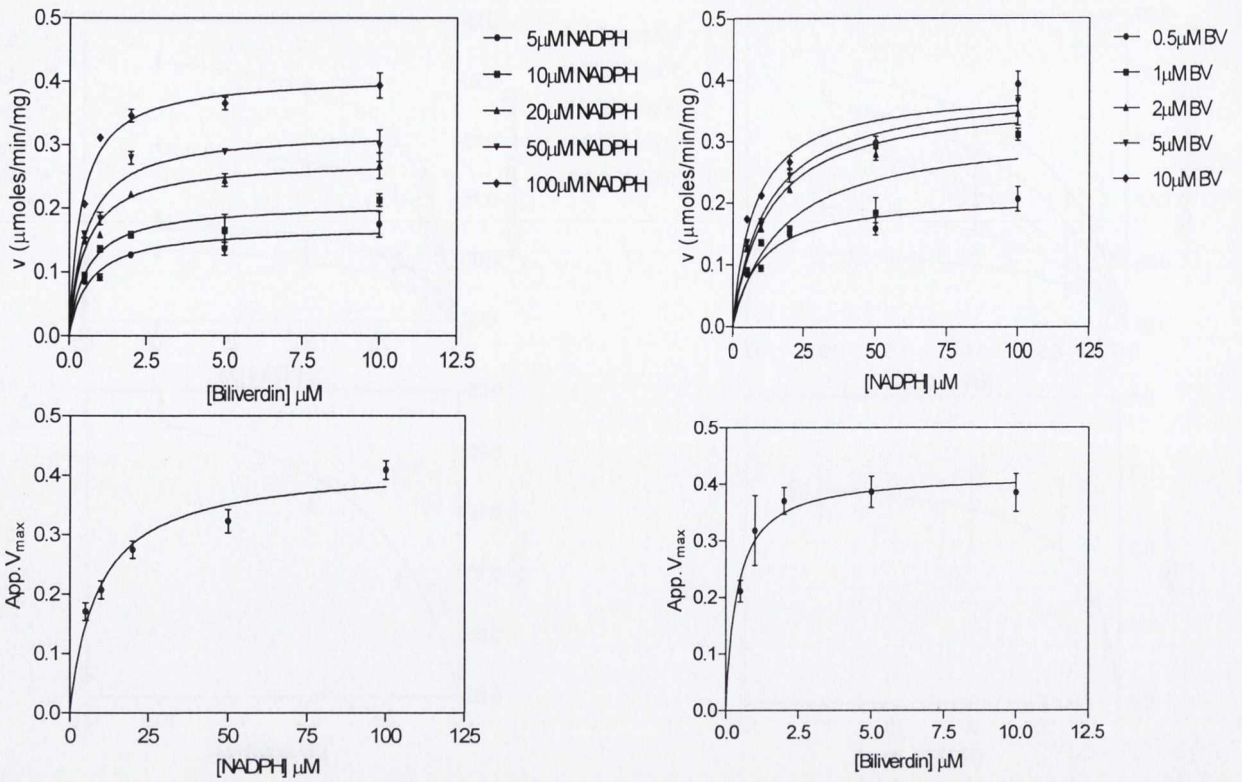 0.5
0.4
0.3
0.2
0.1
0.0
v (µmoles/min/mg)
0.0 2.5 5.0 7.5 10.0 12.5
[Biliverdin] µM
5µM NADPH
10µM NADPH
20µM NADPH
50µM NADPH
100µM NADPH
0.5
0.4
0.3
0.2
0.1
0.0
v (µmoles/min/mg)
0 25 50 75 100 125
[NADPH] µM
0.5µM BV
1µM BV
2µM BV
5µM BV
10µM BV
0.5
0.4
0.3
0.2
0.1
0.0
App.Vmax
0 25 50 75 100 125
[NADPH] µM
0.5
0.4
0.3
0.2
0.1
0.0
App.Vmax
0.0 2.5 5.0 7.5 10.0 12.5
[Biliverdin] µM